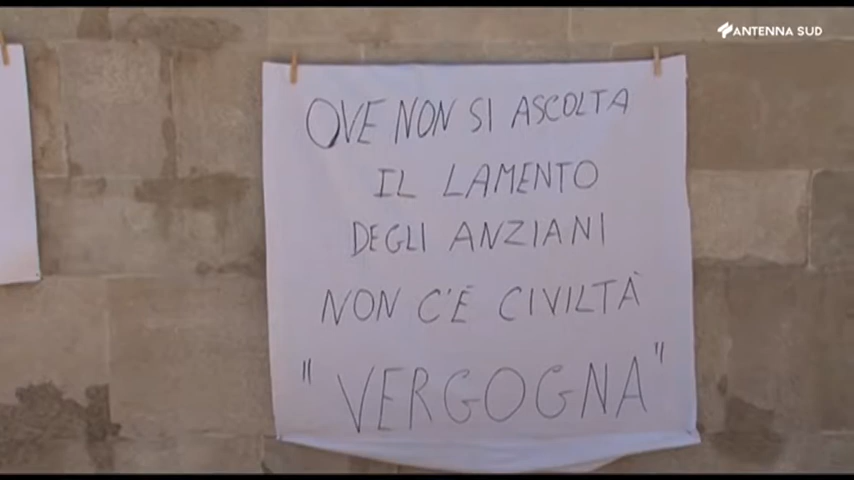 ANTENNA SUD
OVE NON SI ASCOLTA
IL LAMENTO
DEGLI ANZIANI
NON C'È CIVILTÀ
"VERGOGNA"